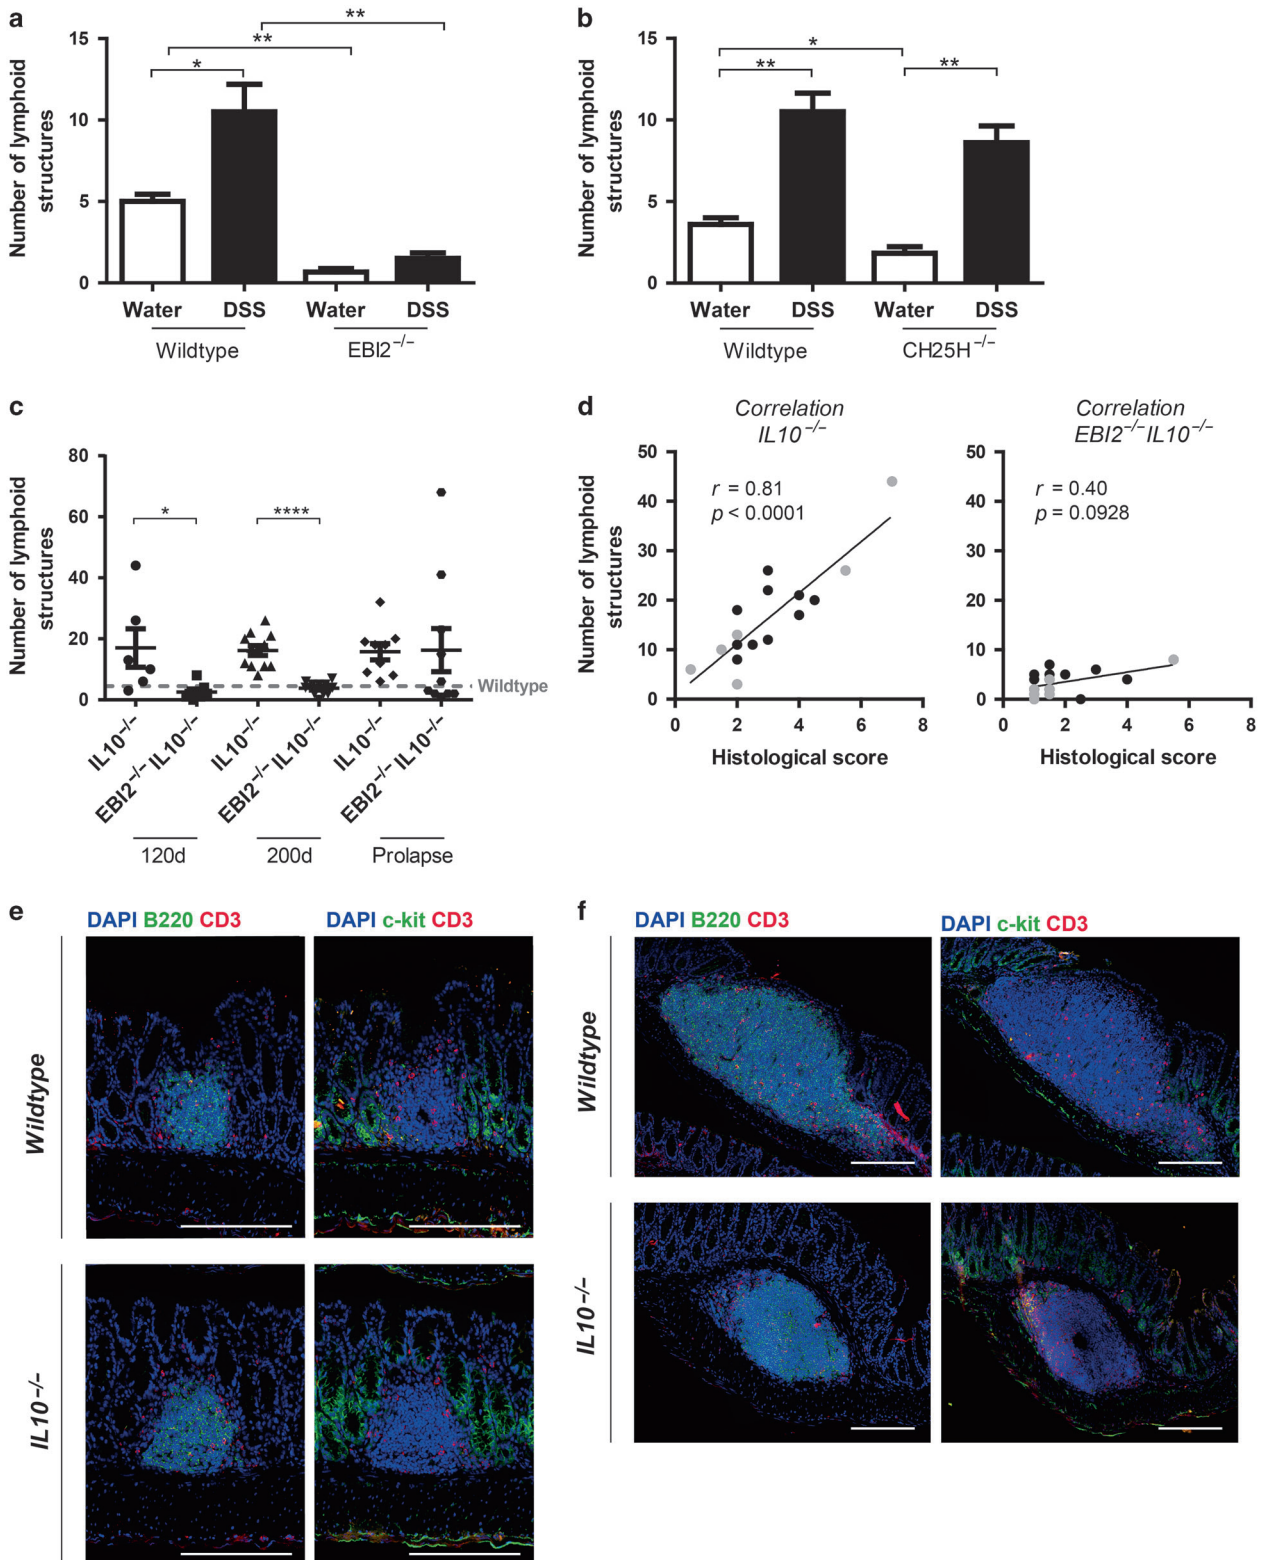 a
Number of lymphoid
structures
15
10
5
0
*
**
**
Water DSS Water DSS
Wildtype EBI2−/−
b
Number of lymphoid
structures
15
10
5
0
**
*
**
Water DSS Water DSS
Wildtype CH25H−/−
c
Number of lymphoid
structures
80
60
40
20
0
*
****
Wildtype
IL10−/−
EBI2−/− IL10−/−
IL10−/−
EBI2−/− IL10−/−
IL10−/−
EBI2−/− IL10−/−
120d 200d Prolapse
d
Correlation
IL10−/−
Number of lymphoid
structures
50
40
30
20
10
0
r = 0.81
p < 0.0001
0 2 4 6 8
Histological score
Correlation
EBI2−/−IL10−/−
50
40
30
20
10
0
r = 0.40
p = 0.0928
0 2 4 6 8
Histological score
e
DAPI B220 CD3
DAPI c-kit CD3
Wildtype
IL10−/−
f
DAPI B220 CD3
DAPI c-kit CD3
Wildtype
IL10−/−